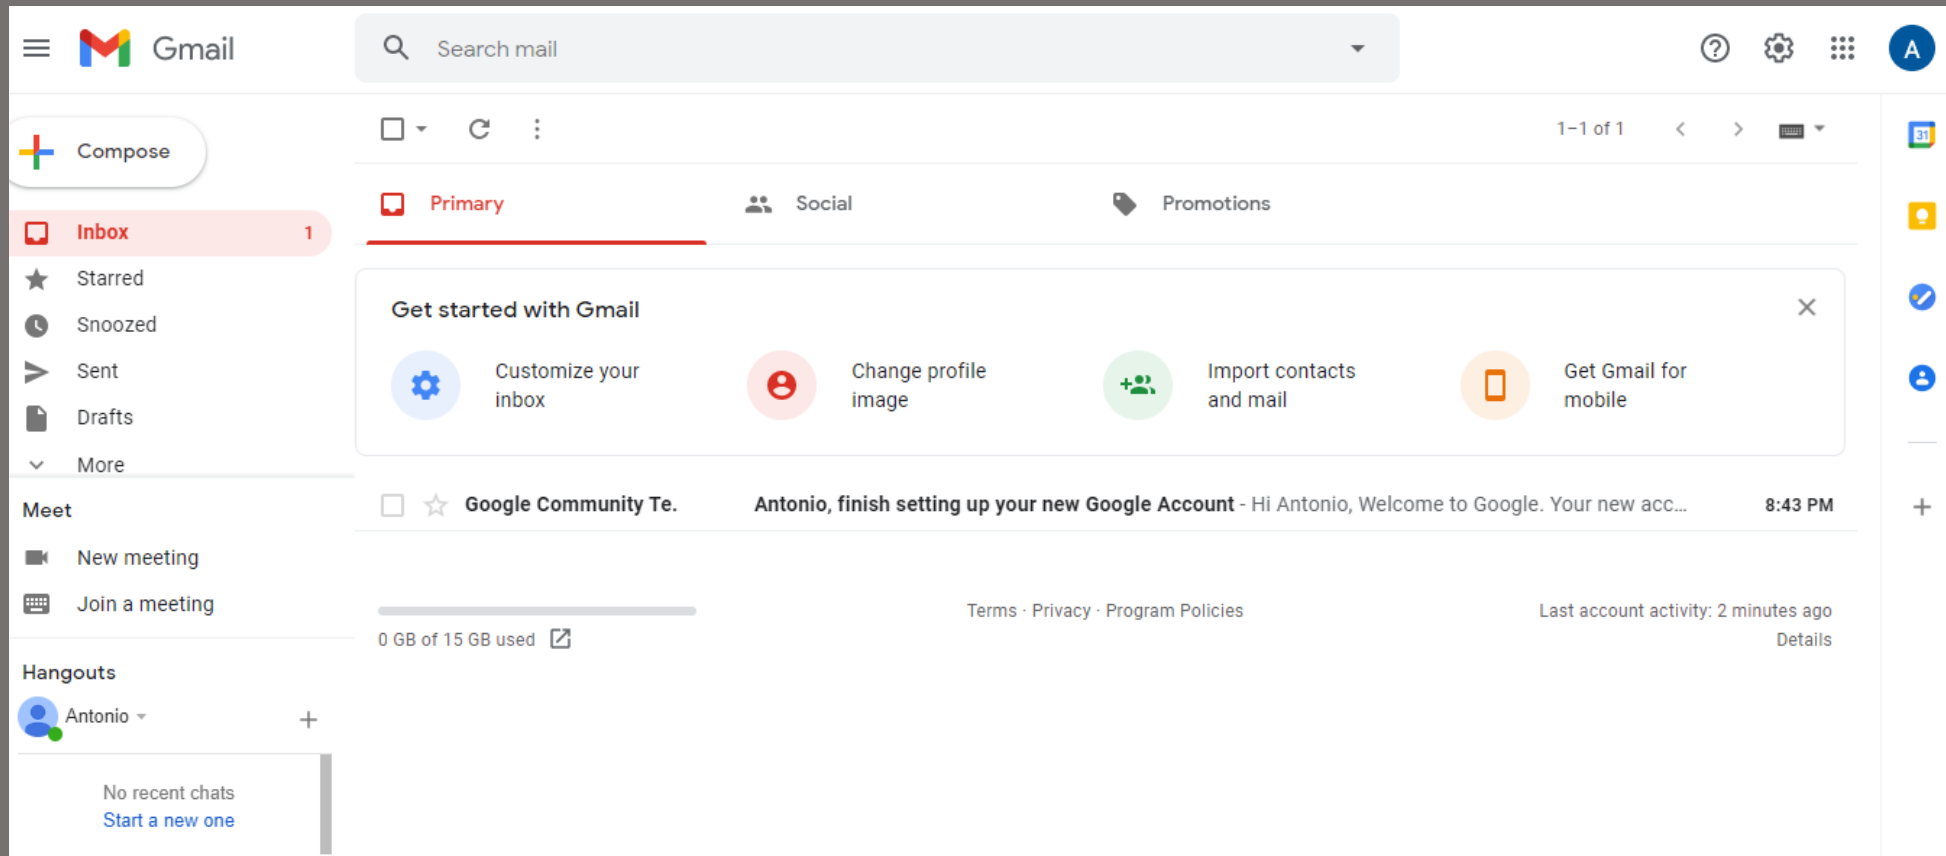 Gmail
Search mail
A
Compose
1–1 of 1
31
Primary
Social
Promotions
Inbox 1
Starred
Snoozed
Sent
Drafts
More
Get started with Gmail
Customize your
inbox
Change profile
image
Import contacts
and mail
Get Gmail for
mobile
Google Community Te. Antonio, finish setting up your new Google Account - Hi Antonio, Welcome to Google. Your new acc... 8:43 PM
Meet
New meeting
Join a meeting
0 GB of 15 GB used
Terms · Privacy · Program Policies
Last account activity: 2 minutes ago
Details
Hangouts
Antonio
No recent chats
Start a new one